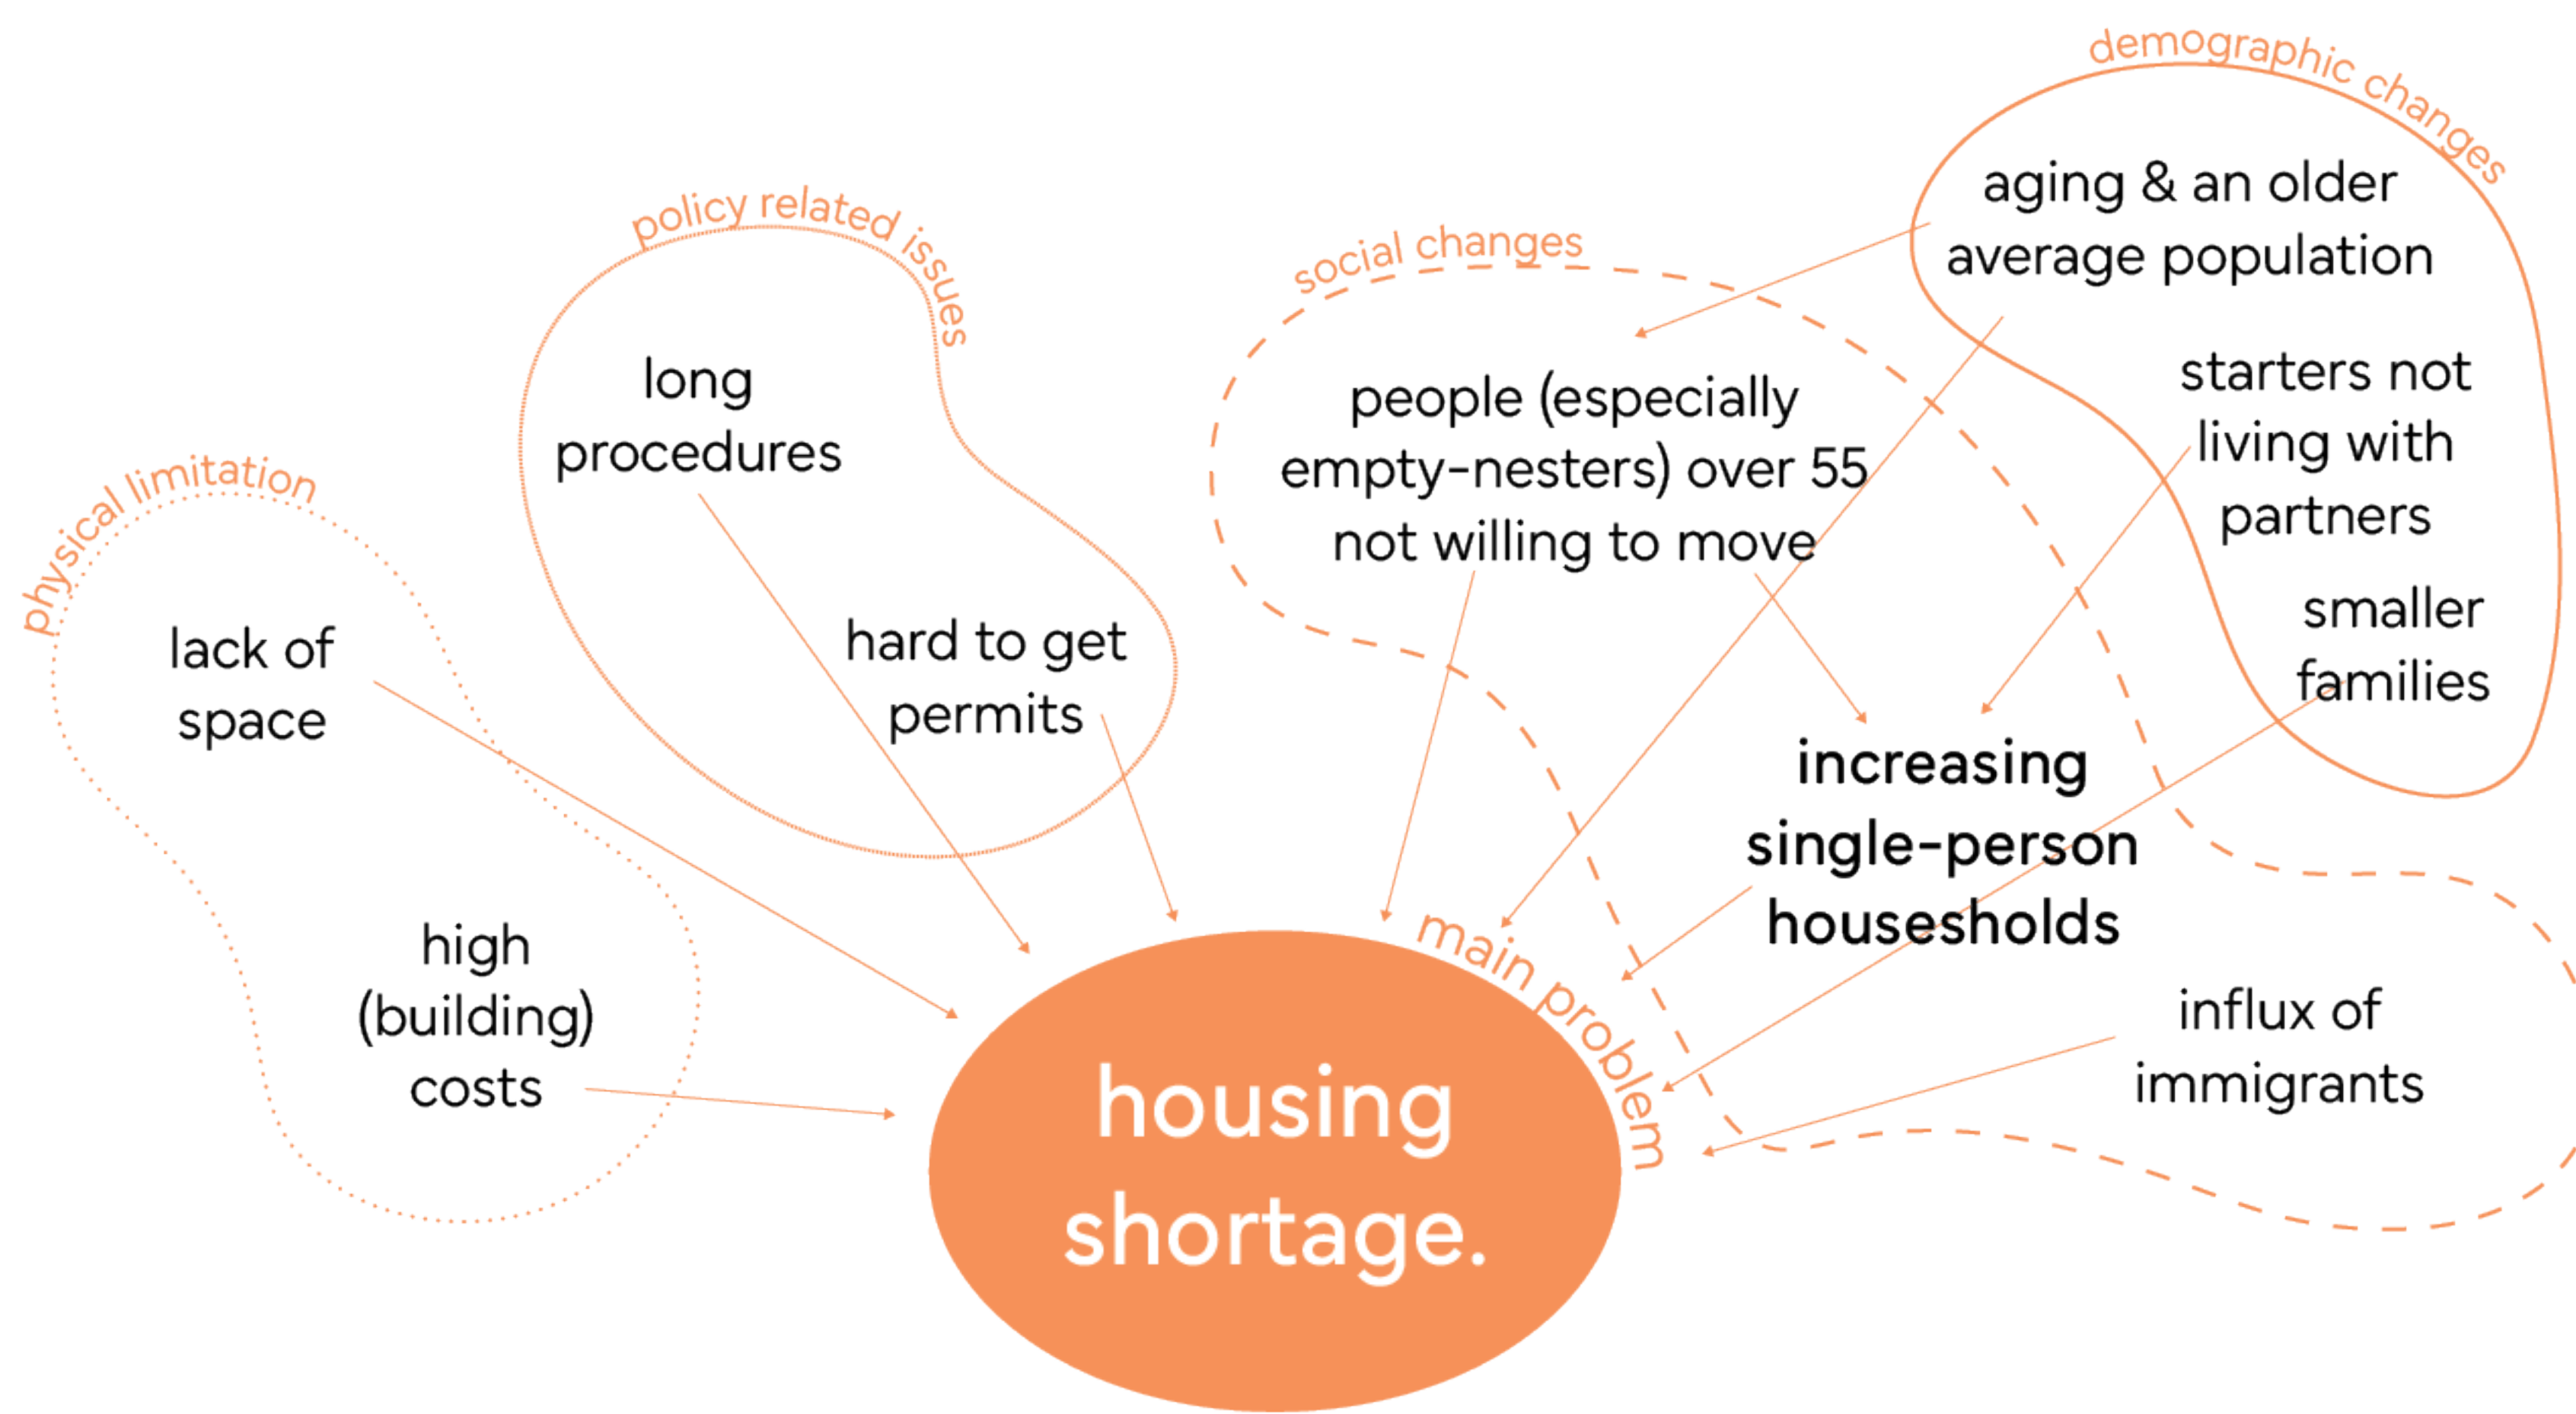 demographic changes
aging & an older
average population
starters not
living with
partners
smaller
families
social changes
people (especially
empty-nesters) over 55
not willing to move
increasing
single-person
housesholds
influx of
immigrants
policy related issues
long
procedures
hard to get
permits
physical limitation
lack of
space
high
(building)
costs
main problem
housing
shortage.